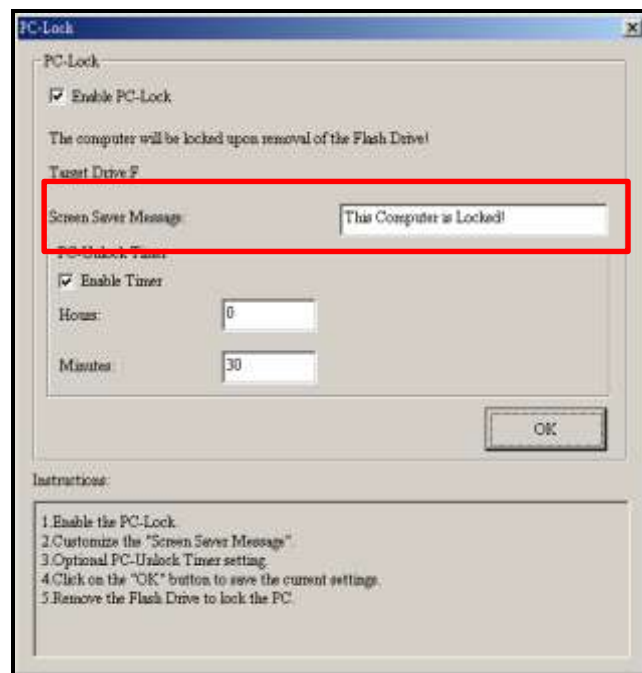 PC-Lock
PC-Lock
Enable PC-Lock
The computer will be locked upon removal of the Flash Drive!
Target Drive:F
Screen Saver Message: This Computer is Locked!
PC-Unlock Timer
Enable Timer
Hours: 0
Minutes: 30
OK
Instructions:
1.Enable the PC-Lock.
2.Customize the "Screen Saver Message".
3.Optional PC-Unlock Timer setting.
4.Click on the "OK" button to save the current settings.
5.Remove the Flash Drive to lock the PC.